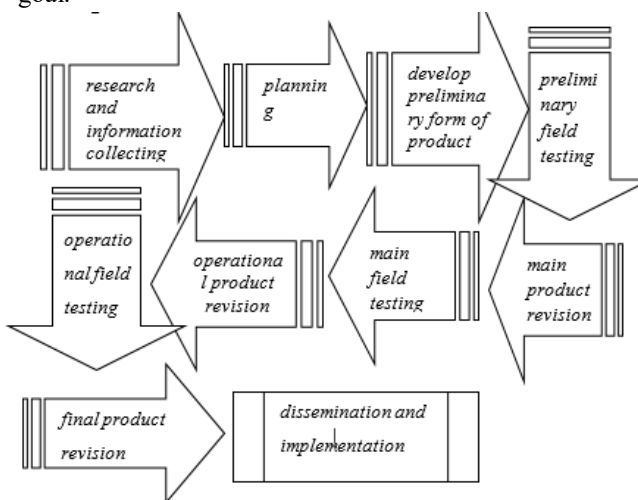 goal.
research
and
information
collecting
plannin
g
develop
prelimina
ry form of
product
prelimi
nary
field
testing
main
product
revision
main
field
testing
operationa
l product
revision
operatio
nal field
testing
final product
revision
dissemination and
implementation